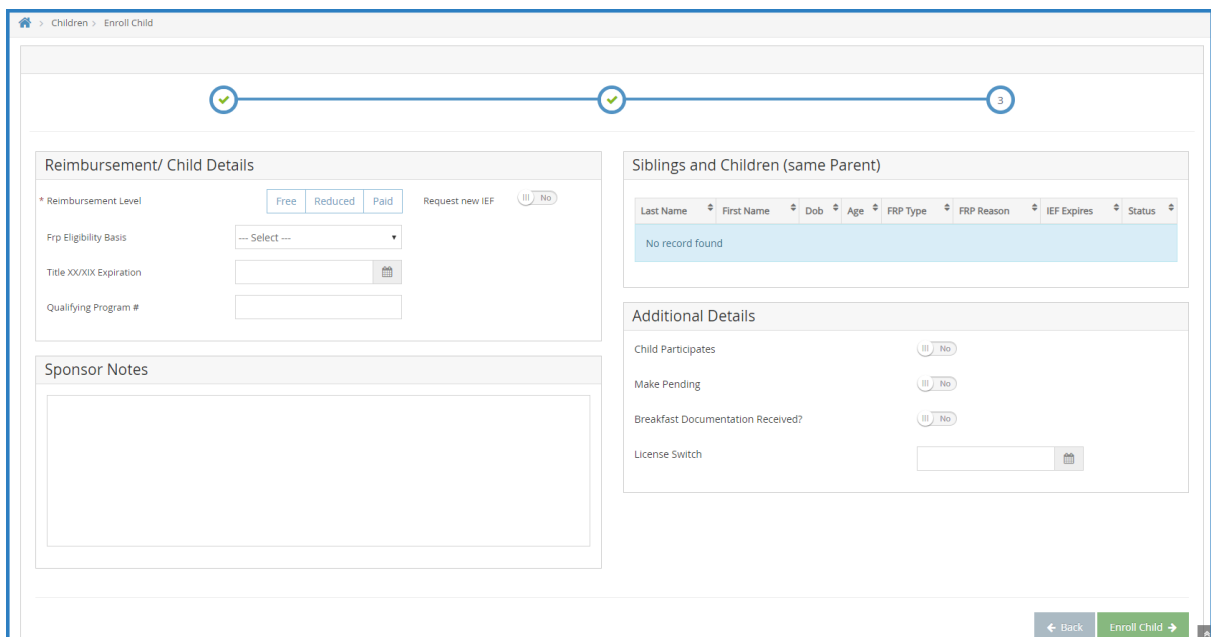 > Children > Enroll Child
3
Reimbursement/ Child Details
* Reimbursement Level Free Reduced Paid Request new IEF No
Frp Eligibility Basis --- Select ---
Title XX/XIX Expiration
Qualifying Program #
Sponsor Notes
Siblings and Children (same Parent)
Last Name First Name Dob Age FRP Type FRP Reason IEF Expires Status
No record found
Additional Details
Child Participates No
Make Pending No
Breakfast Documentation Received? No
License Switch
Back Enroll Child